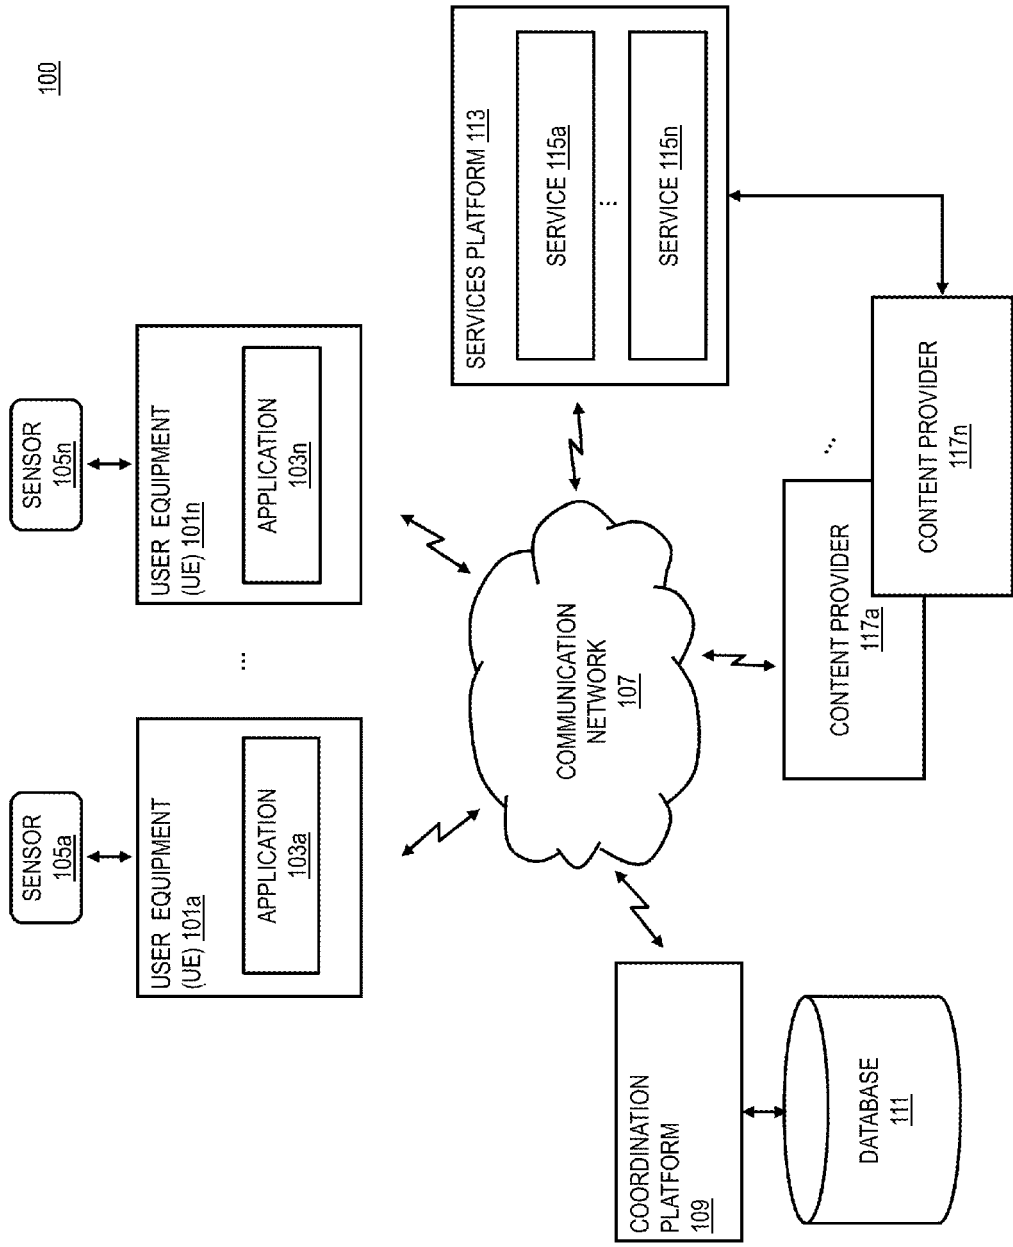 100
SENSOR
105a
SENSOR
105n
USER EQUIPMENT
(UE) 101a
APPLICATION
103a
...
USER EQUIPMENT
(UE) 101n
APPLICATION
103n
SERVICES PLATFORM 113
SERVICE 115a
...
SERVICE 115n
COMMUNICATION
NETWORK
107
COORDINATION
PLATFORM
109
DATABASE
111
CONTENT PROVIDER
117a
...
CONTENT PROVIDER
117n